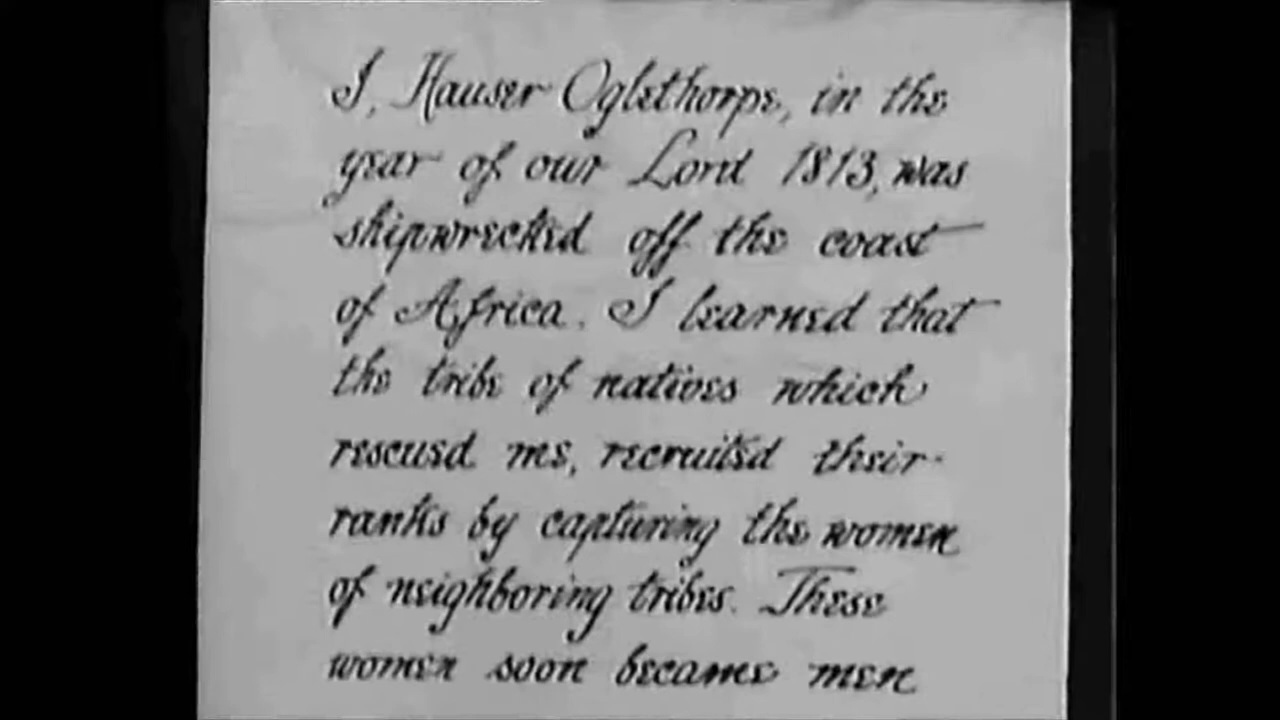 I, Hauser Oglethorpe, in the
year of our Lord 1813, was
shipwrecked off the coast
of Africa. I learned that
the tribe of natives which
rescued me, recruited their
ranks by capturing the women
of neighboring tribes. These
women soon became men